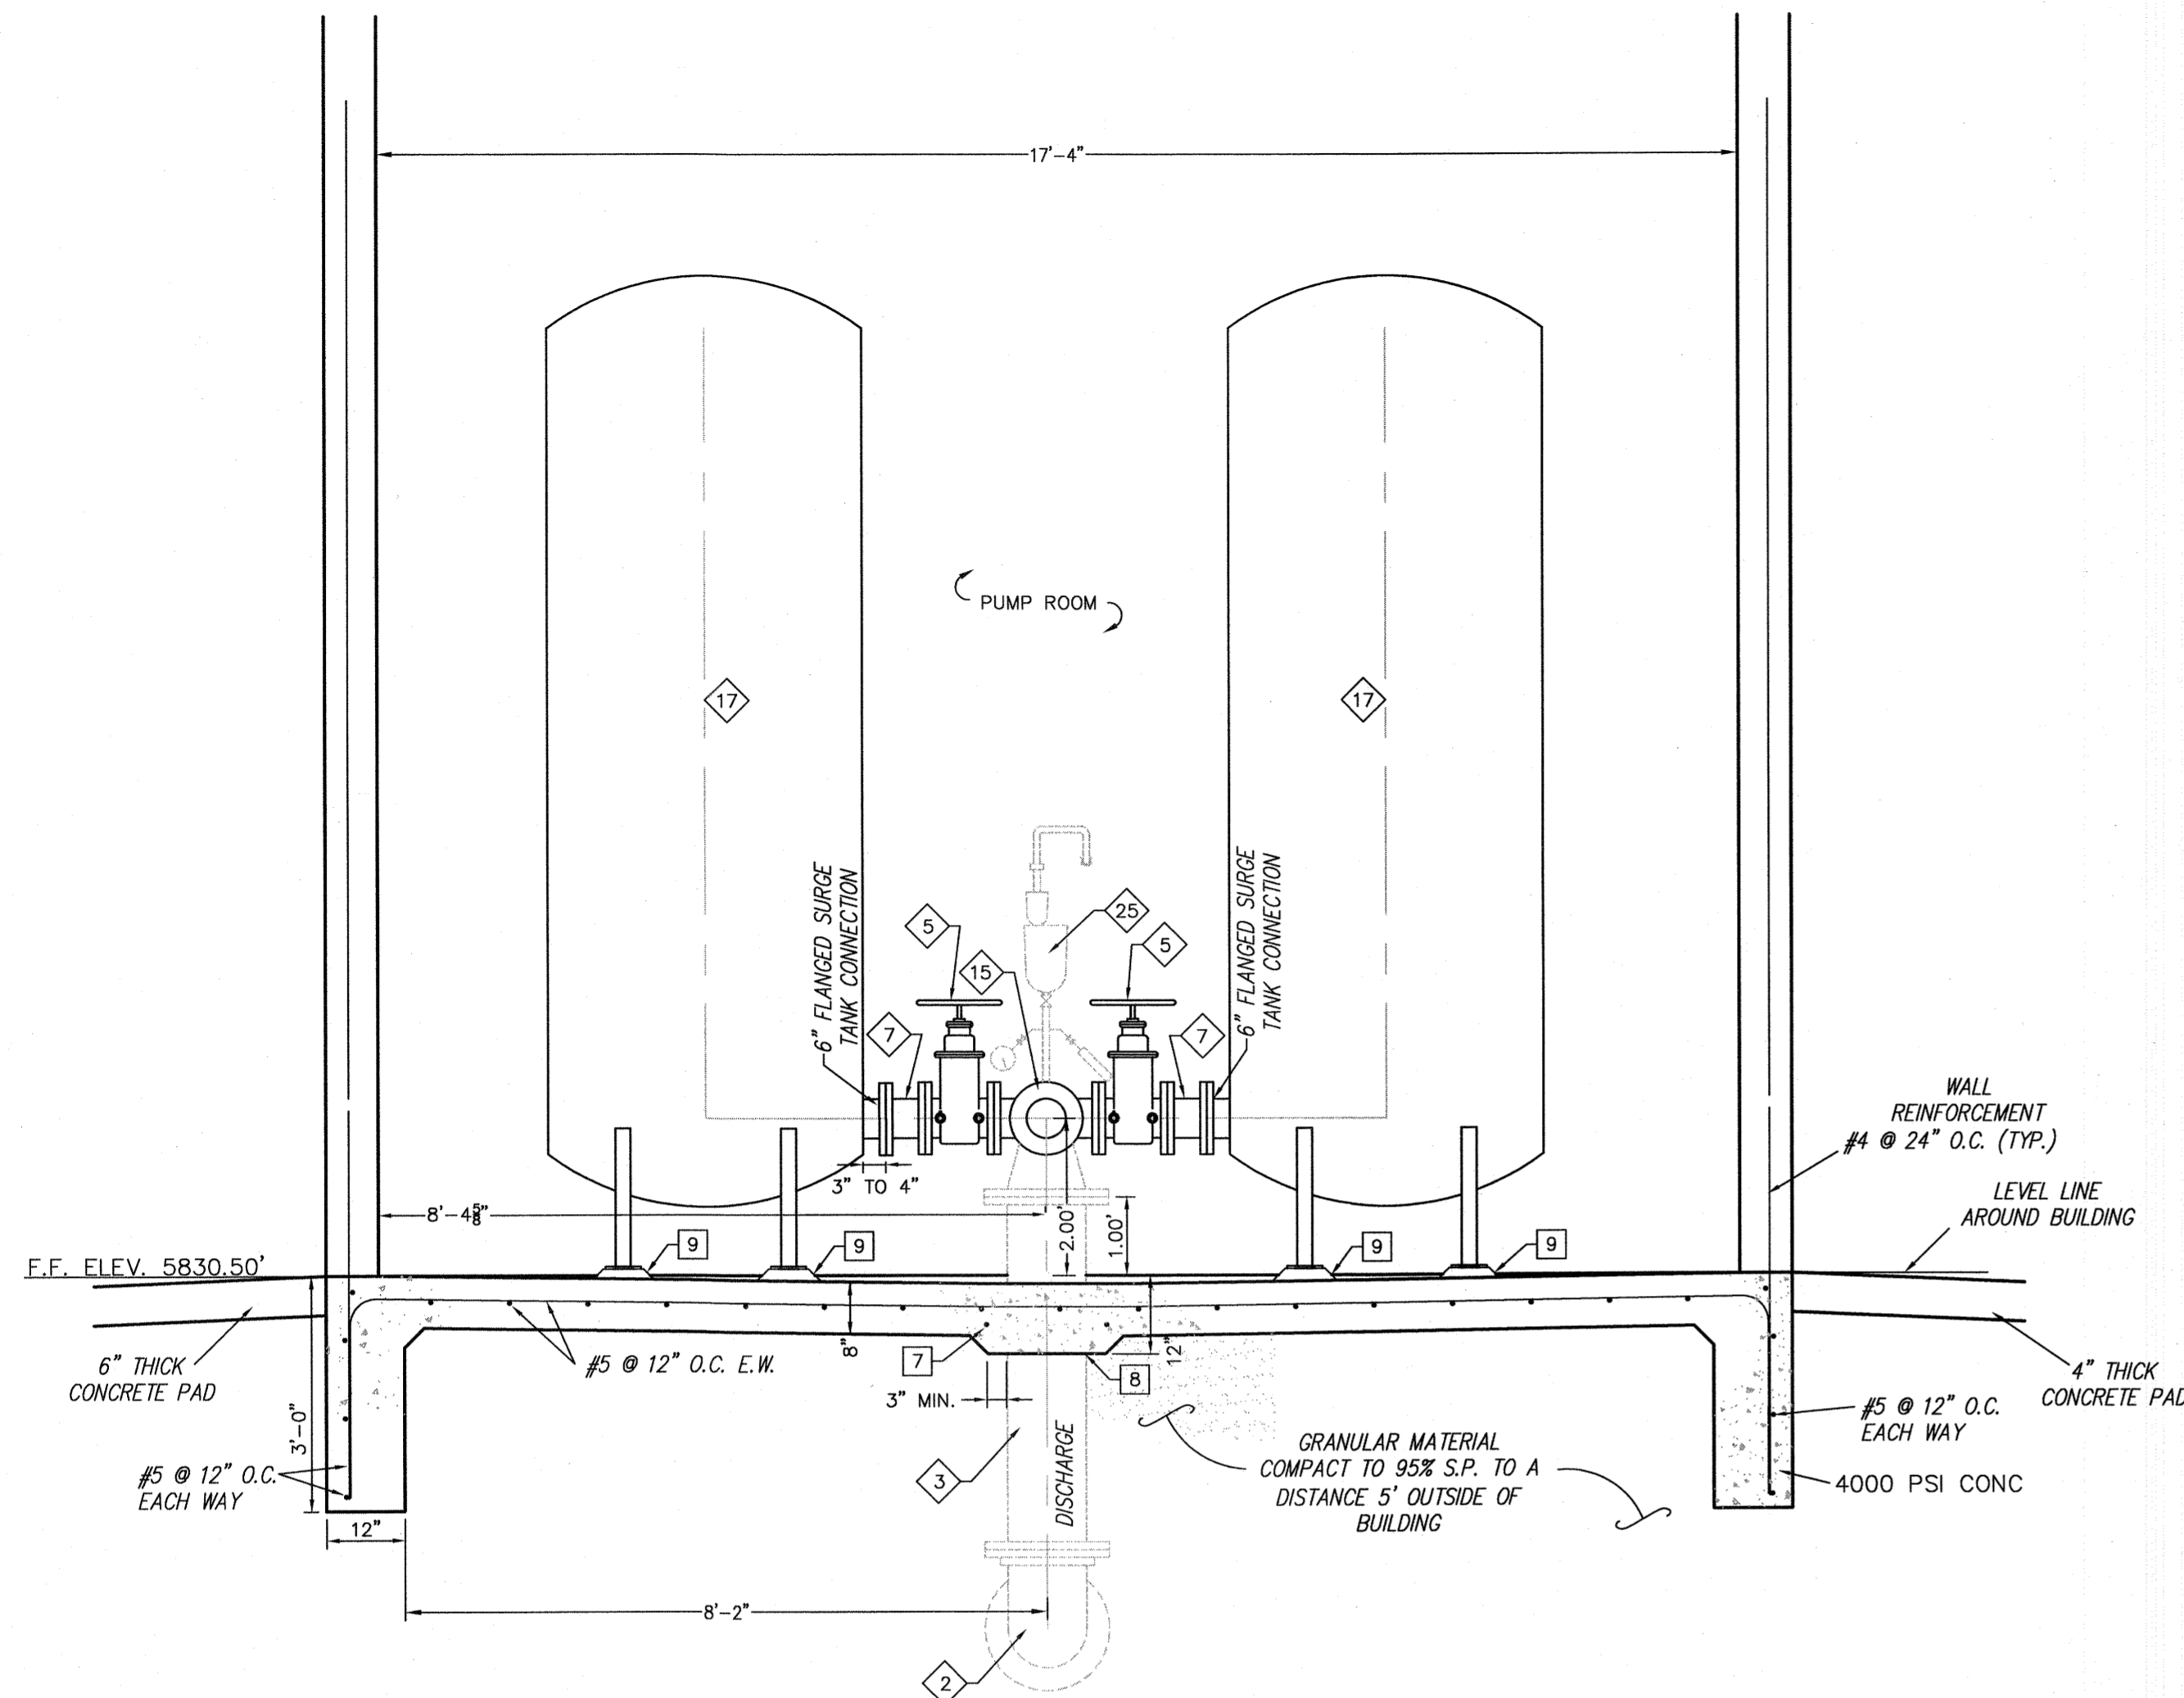 17'-4"
PUMP ROOM
17
17
6" FLANGED SURGE
TANK CONNECTION
5
25
5
15
6" FLANGED SURGE
TANK CONNECTION
7
7
WALL
REINFORCEMENT
#4 @ 24" O.C. (TYP.)
3" TO 4"
LEVEL LINE
AROUND BUILDING
8'-4 5/8"
2.00'
1.00'
9
9
9
9
F.F. ELEV. 5830.50'
8"
12"
6" THICK
CONCRETE PAD
#5 @ 12" O.C. E.W.
7
8
4" THICK
CONCRETE PAD
3" MIN.
3'-0"
#5 @ 12" O.C.
EACH WAY
DISCHARGE
GRANULAR MATERIAL
COMPACT TO 95% S.P. TO A
DISTANCE 5' OUTSIDE OF
BUILDING
#5 @ 12" O.C.
EACH WAY
3
4000 PSI CONC
12"
8'-2"
2